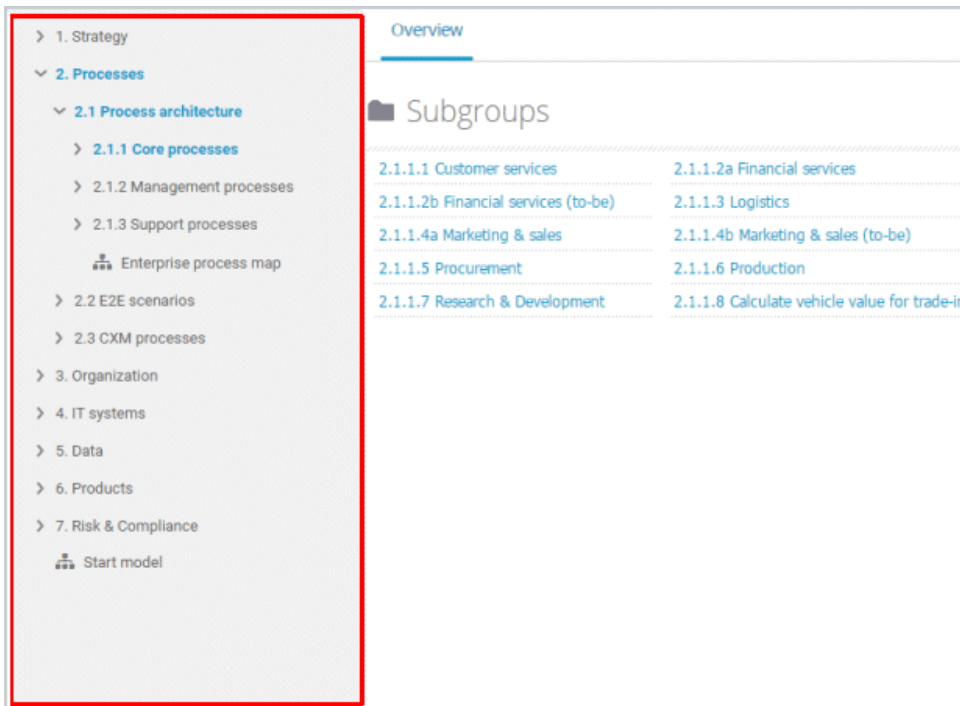 1. Strategy
2. Processes
2.1 Process architecture
2.1.1 Core processes
2.1.2 Management processes
2.1.3 Support processes
Enterprise process map
2.2 E2E scenarios
2.3 CXM processes
3. Organization
4. IT systems
5. Data
6. Products
7. Risk & Compliance
Start model
Overview
Subgroups
2.1.1.1 Customer services
2.1.1.2a Financial services
2.1.1.2b Financial services (to-be)
2.1.1.3 Logistics
2.1.1.4a Marketing & sales
2.1.1.4b Marketing & sales (to-be)
2.1.1.5 Procurement
2.1.1.6 Production
2.1.1.7 Research & Development
2.1.1.8 Calculate vehicle value for